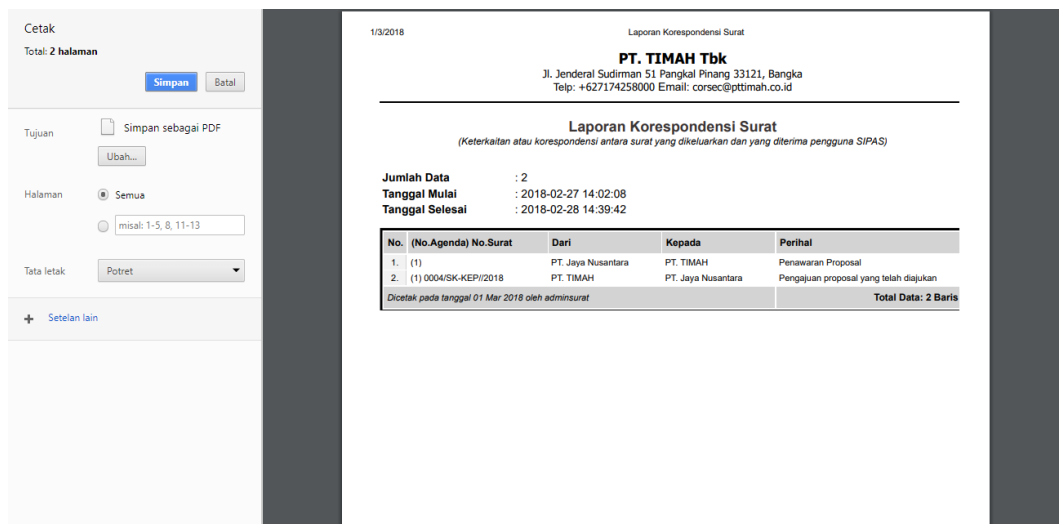 Cetak
Total: 2 halaman
Simpan Batal
Tujuan Simpan sebagai PDF
Ubah...
Halaman Semua
misal: 1-5, 8, 11-13
Tata letak Potret
+ Setelan lain
1/3/2018 Laporan Korespondensi Surat
PT. TIMAH Tbk
Jl. Jenderal Sudirman 51 Pangkal Pinang 33121, Bangka
Telp: +627174258000 Email: corsec@pttimah.co.id
Laporan Korespondensi Surat
(Keterkaitan atau korespondensi antara surat yang dikeluarkan dan yang diterima pengguna SIPAS)
Jumlah Data : 2
Tanggal Mulai : 2018-02-27 14:02:08
Tanggal Selesai : 2018-02-28 14:39:42
No. (No.Agenda) No.Surat Dari Kepada Perihal
1. (1) PT. Jaya Nusantara PT. TIMAH Penawaran Proposal
2. (1) 0004/SK-KEP//2018 PT. TIMAH PT. Jaya Nusantara Pengajuan proposal yang telah diajukan
Dicetak pada tanggal 01 Mar 2018 oleh adminsurat Total Data: 2 Baris